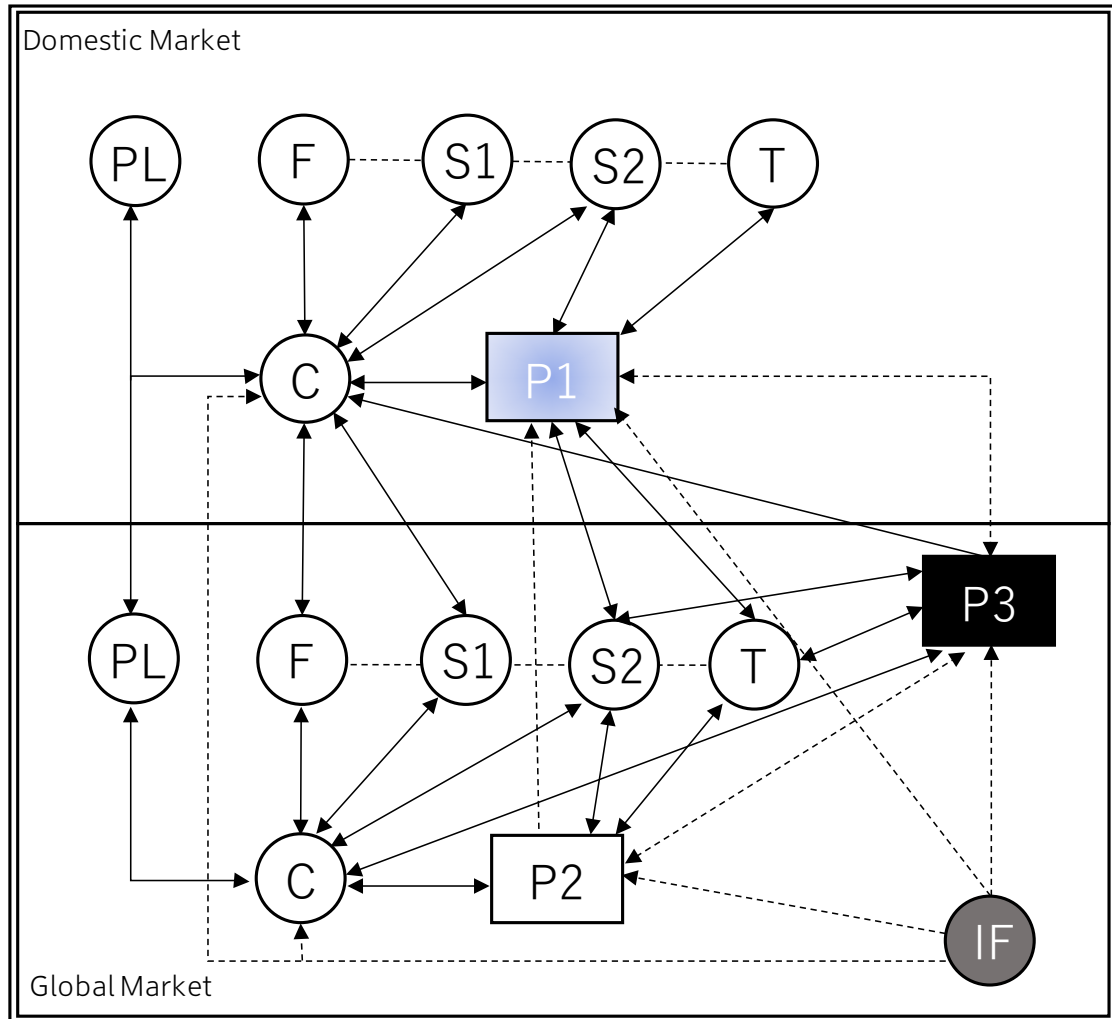 Domestic Market
PL
F
S1
S2
T
C
P1
P3
PL
F
S1
S2
T
C
P2
IF
Global Market